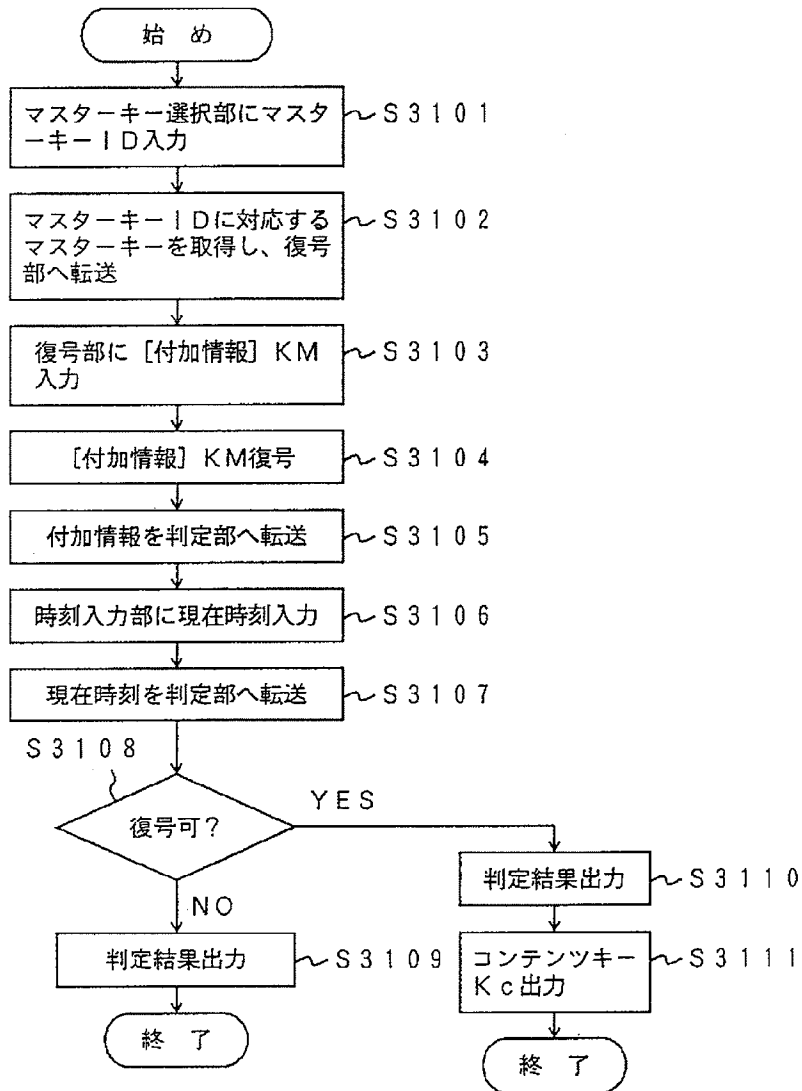 始 め
マスターキー選択部にマスタ
ーキーID入力
S3101
マスターキーIDに対応する
マスターキーを取得し、復号
部へ転送
S3102
復号部に[付加情報]KM
入力
S3103
[付加情報]KM復号
S3104
付加情報を判定部へ転送
S3105
時刻入力部に現在時刻入力
S3106
現在時刻を判定部へ転送
S3107
S3108
復号可?
YES
NO
判定結果出力
S3109
終 了
判定結果出力
S3110
コンテンツキー
Kc出力
S3111
終 了